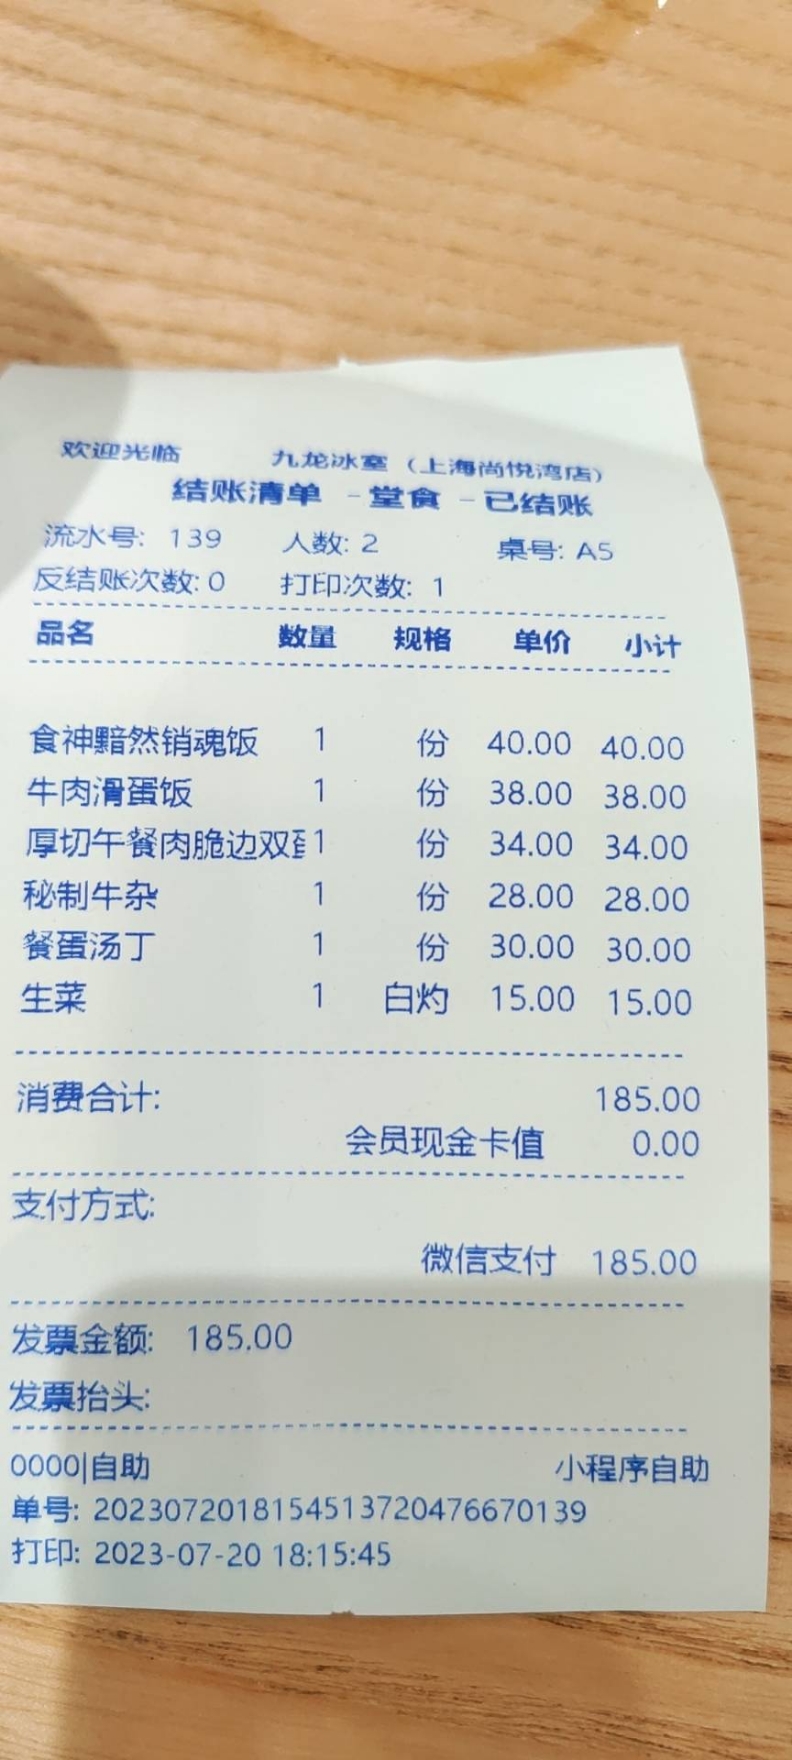 欢迎光临 九龙冰室（上海尚悦湾店）
结账清单 - 堂食 - 已结账
流水号: 139 人数: 2 桌号: A5
反结账次数: 0 打印次数: 1
品名 数量 规格 单价 小计
食神黯然销魂饭 1 份 40.00 40.00
牛肉滑蛋饭 1 份 38.00 38.00
厚切午餐肉脆边双蛋 1 份 34.00 34.00
秘制牛杂 1 份 28.00 28.00
餐蛋汤丁 1 份 30.00 30.00
生菜 1 白灼 15.00 15.00
消费合计: 185.00
会员现金卡值 0.00
支付方式:
微信支付 185.00
发票金额: 185.00
发票抬头:
0000|自助 小程序自助
单号: 20230720181545137204766​70139
打印: 2023-07-20 18:15:45